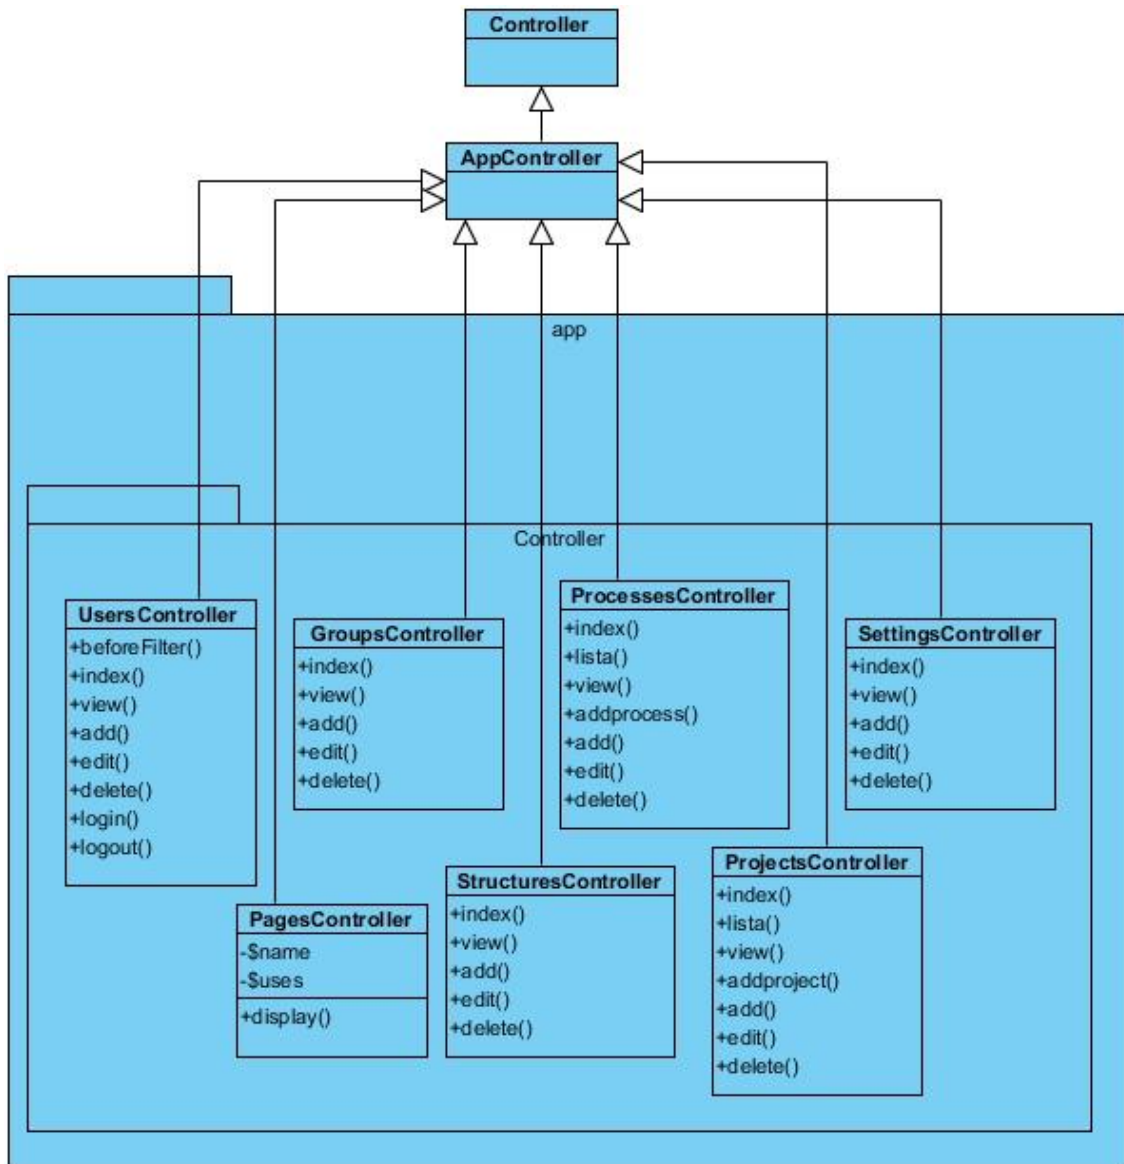 Controller
AppController
app
Controller
UsersController
+beforeFilter()
+index()
+view()
+add()
+edit()
+delete()
+login()
+logout()
GroupsController
+index()
+view()
+add()
+edit()
+delete()
ProcessesController
+index()
+lista()
+view()
+addprocess()
+add()
+edit()
+delete()
SettingsController
+index()
+view()
+add()
+edit()
+delete()
PagesController
-$name
-$uses
+display()
StructuresController
+index()
+view()
+add()
+edit()
+delete()
ProjectsController
+index()
+lista()
+view()
+addproject()
+add()
+edit()
+delete()